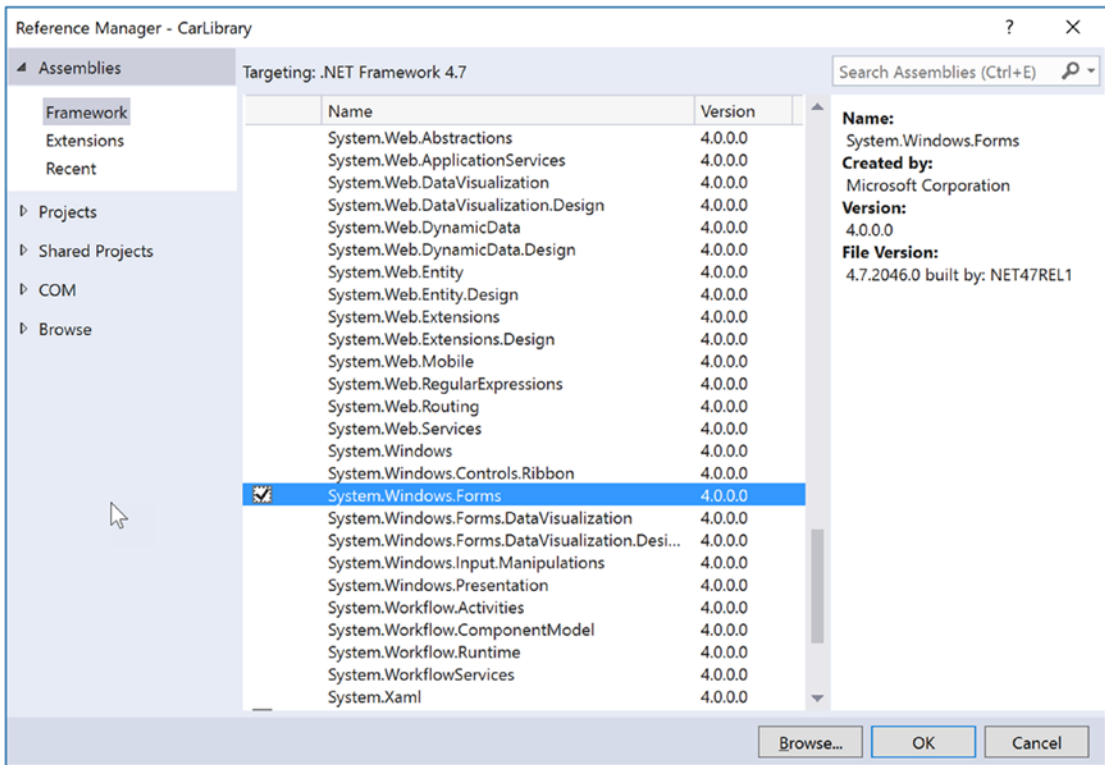 Reference Manager - CarLibrary
?
Assemblies
Framework
Extensions
Recent
Projects
Shared Projects
COM
Browse
Targeting: .NET Framework 4.7
Name Version
System.Web.Abstractions 4.0.0.0
System.Web.ApplicationServices 4.0.0.0
System.Web.DataVisualization 4.0.0.0
System.Web.DataVisualization.Design 4.0.0.0
System.Web.DynamicData 4.0.0.0
System.Web.DynamicData.Design 4.0.0.0
System.Web.Entity 4.0.0.0
System.Web.Entity.Design 4.0.0.0
System.Web.Extensions 4.0.0.0
System.Web.Extensions.Design 4.0.0.0
System.Web.Mobile 4.0.0.0
System.Web.RegularExpressions 4.0.0.0
System.Web.Routing 4.0.0.0
System.Web.Services 4.0.0.0
System.Windows 4.0.0.0
System.Windows.Controls.Ribbon 4.0.0.0
System.Windows.Forms 4.0.0.0
System.Windows.Forms.DataVisualization 4.0.0.0
System.Windows.Forms.DataVisualization.Desi... 4.0.0.0
System.Windows.Input.Manipulations 4.0.0.0
System.Windows.Presentation 4.0.0.0
System.Workflow.Activities 4.0.0.0
System.Workflow.ComponentModel 4.0.0.0
System.Workflow.Runtime 4.0.0.0
System.WorkflowServices 4.0.0.0
System.Xaml 4.0.0.0
Search Assemblies (Ctrl+E)
Name:
System.Windows.Forms
Created by:
Microsoft Corporation
Version:
4.0.0.0
File Version:
4.7.2046.0 built by: NET47REL1
Browse...
OK
Cancel